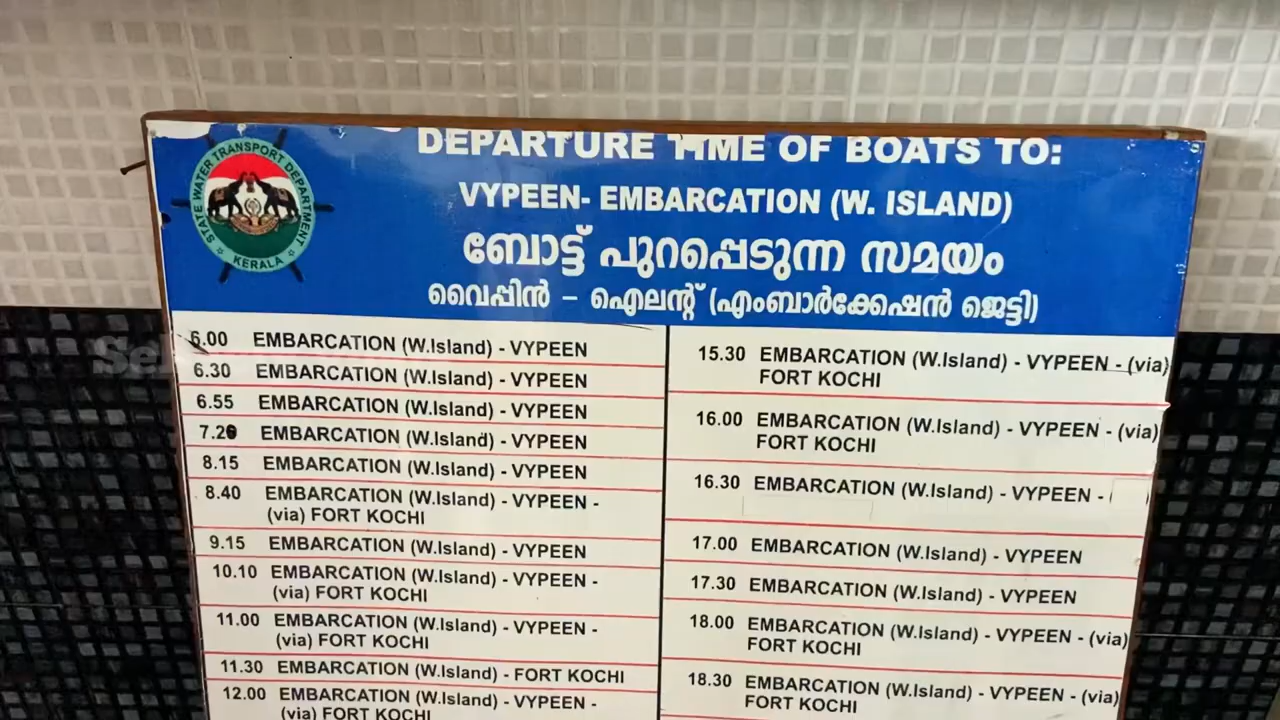 STATE WATER TRANSPORT DEPARTMENT
KERALA
DEPARTURE TIME OF BOATS TO:
VYPEEN- EMBARCATION (W. ISLAND)
ബോട്ട് പുറപ്പെടുന്ന സമയം
വൈപ്പിൻ – ഐലന്റ് (എംബാർക്കേഷൻ ജെട്ടി)
6.00 EMBARCATION (W.Island) - VYPEEN
6.30 EMBARCATION (W.Island) - VYPEEN
6.55 EMBARCATION (W.Island) - VYPEEN
7.20 EMBARCATION (W.Island) - VYPEEN
8.15 EMBARCATION (W.Island) - VYPEEN
8.40 EMBARCATION (W.Island) - VYPEEN -
(via) FORT KOCHI
9.15 EMBARCATION (W.Island) - VYPEEN
10.10 EMBARCATION (W.Island) - VYPEEN -
(via) FORT KOCHI
11.00 EMBARCATION (W.Island) - VYPEEN -
(via) FORT KOCHI
11.30 EMBARCATION (W.Island) - FORT KOCHI
12.00 EMBARCATION (W.Island) - VYPEEN -
(via) FORT KOCHI
15.30 EMBARCATION (W.Island) - VYPEEN - (via)
FORT KOCHI
16.00 EMBARCATION (W.Island) - VYPEEN - (via)
FORT KOCHI
16.30 EMBARCATION (W.Island) - VYPEEN - (
17.00 EMBARCATION (W.Island) - VYPEEN
17.30 EMBARCATION (W.Island) - VYPEEN
18.00 EMBARCATION (W.Island) - VYPEEN - (via)
FORT KOCHI
18.30 EMBARCATION (W.Island) - VYPEEN - (via)
FORT KOCHI